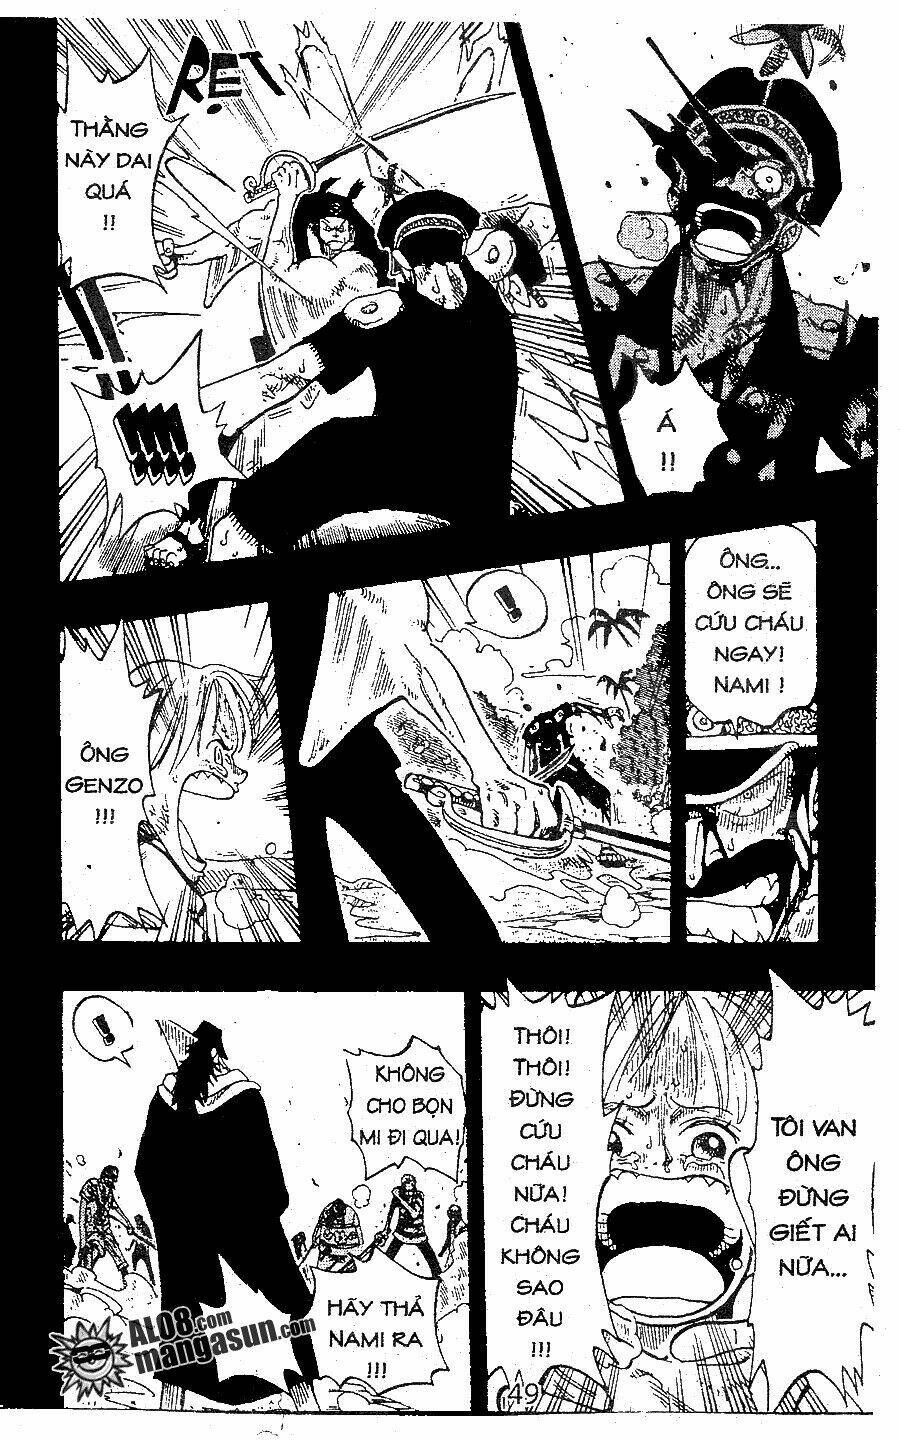 Á
!!
RẸT
THẰNG
NÀY DAI
QUÁ
!!
ÔNG...
ÔNG SẼ
CỨU CHÁU
NGAY!
NAMI !
!
ÔNG
GENZO
!!!
TÔI VAN
ÔNG
ĐỪNG
GIẾT AI
NỮA...
THÔI!
THÔI!
ĐỪNG
CỨU
CHÁU
NỮA!
CHÁU
KHÔNG
SAO
ĐÂU
!!!
KHÔNG
CHO BỌN
MI ĐI QUA!
HÃY THẢ
NAMI RA
!!!
!
AL08.com
mangasun.com
49